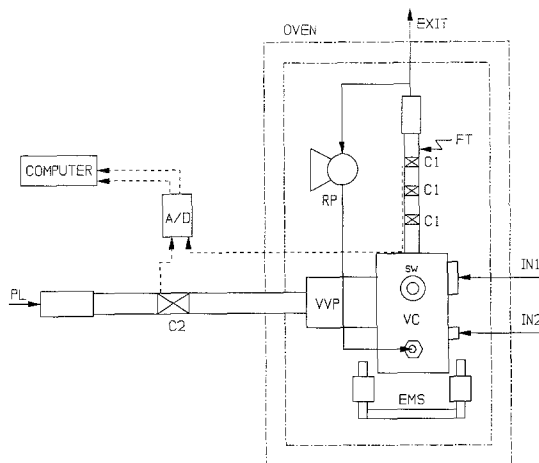 EXIT
OVEN
FT
C1
COMPUTER
C1
RP
A/D
C1
SW
IN1
PL
VVP
VC
C2
IN2
EMS